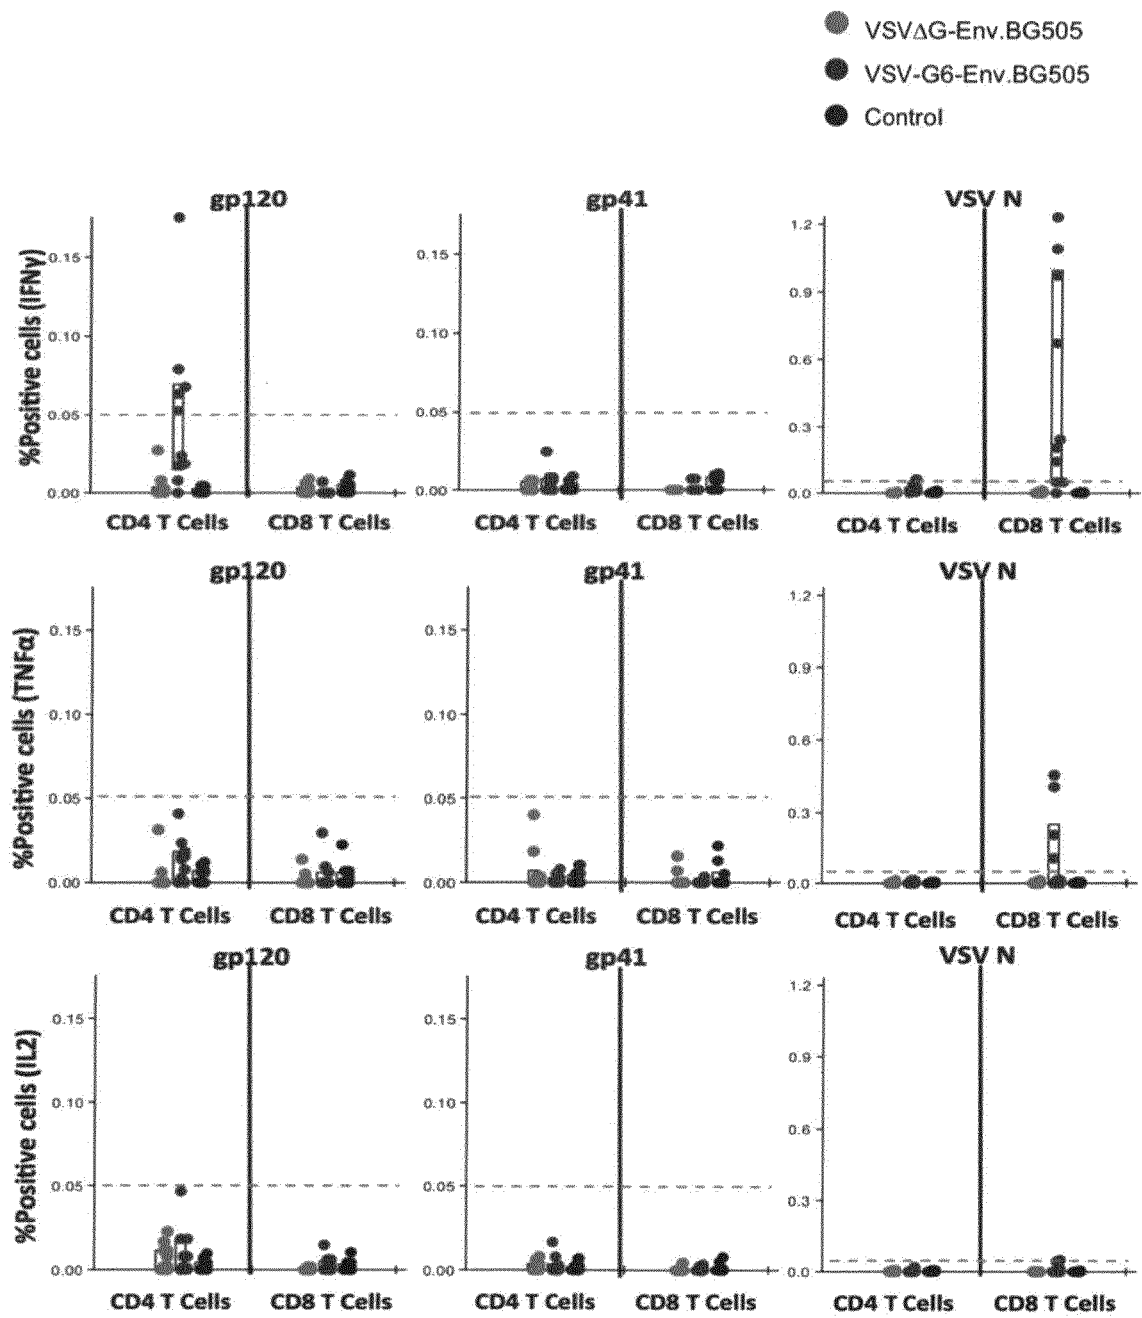 VSVΔG-Env.BG505
VSV-G6-Env.BG505
Control
gp120
gp41
VSV N
%Positive cells (IFNγ)
0.15
0.10
0.05
0.00
0.15
0.10
0.05
0.00
1.2
0.9
0.6
0.3
0.0
CD4 T Cells
CD8 T Cells
CD4 T Cells
CD8 T Cells
CD4 T Cells
CD8 T Cells
gp120
gp41
VSV N
%Positive cells (TNFα)
0.15
0.10
0.05
0.00
0.15
0.10
0.05
0.00
1.2
0.9
0.6
0.3
0.0
CD4 T Cells
CD8 T Cells
CD4 T Cells
CD8 T Cells
CD4 T Cells
CD8 T Cells
gp120
gp41
VSV N
%Positive cells (IL2)
0.15
0.10
0.05
0.00
0.15
0.10
0.05
0.00
1.2
0.9
0.6
0.3
0.0
CD4 T Cells
CD8 T Cells
CD4 T Cells
CD8 T Cells
CD4 T Cells
CD8 T Cells